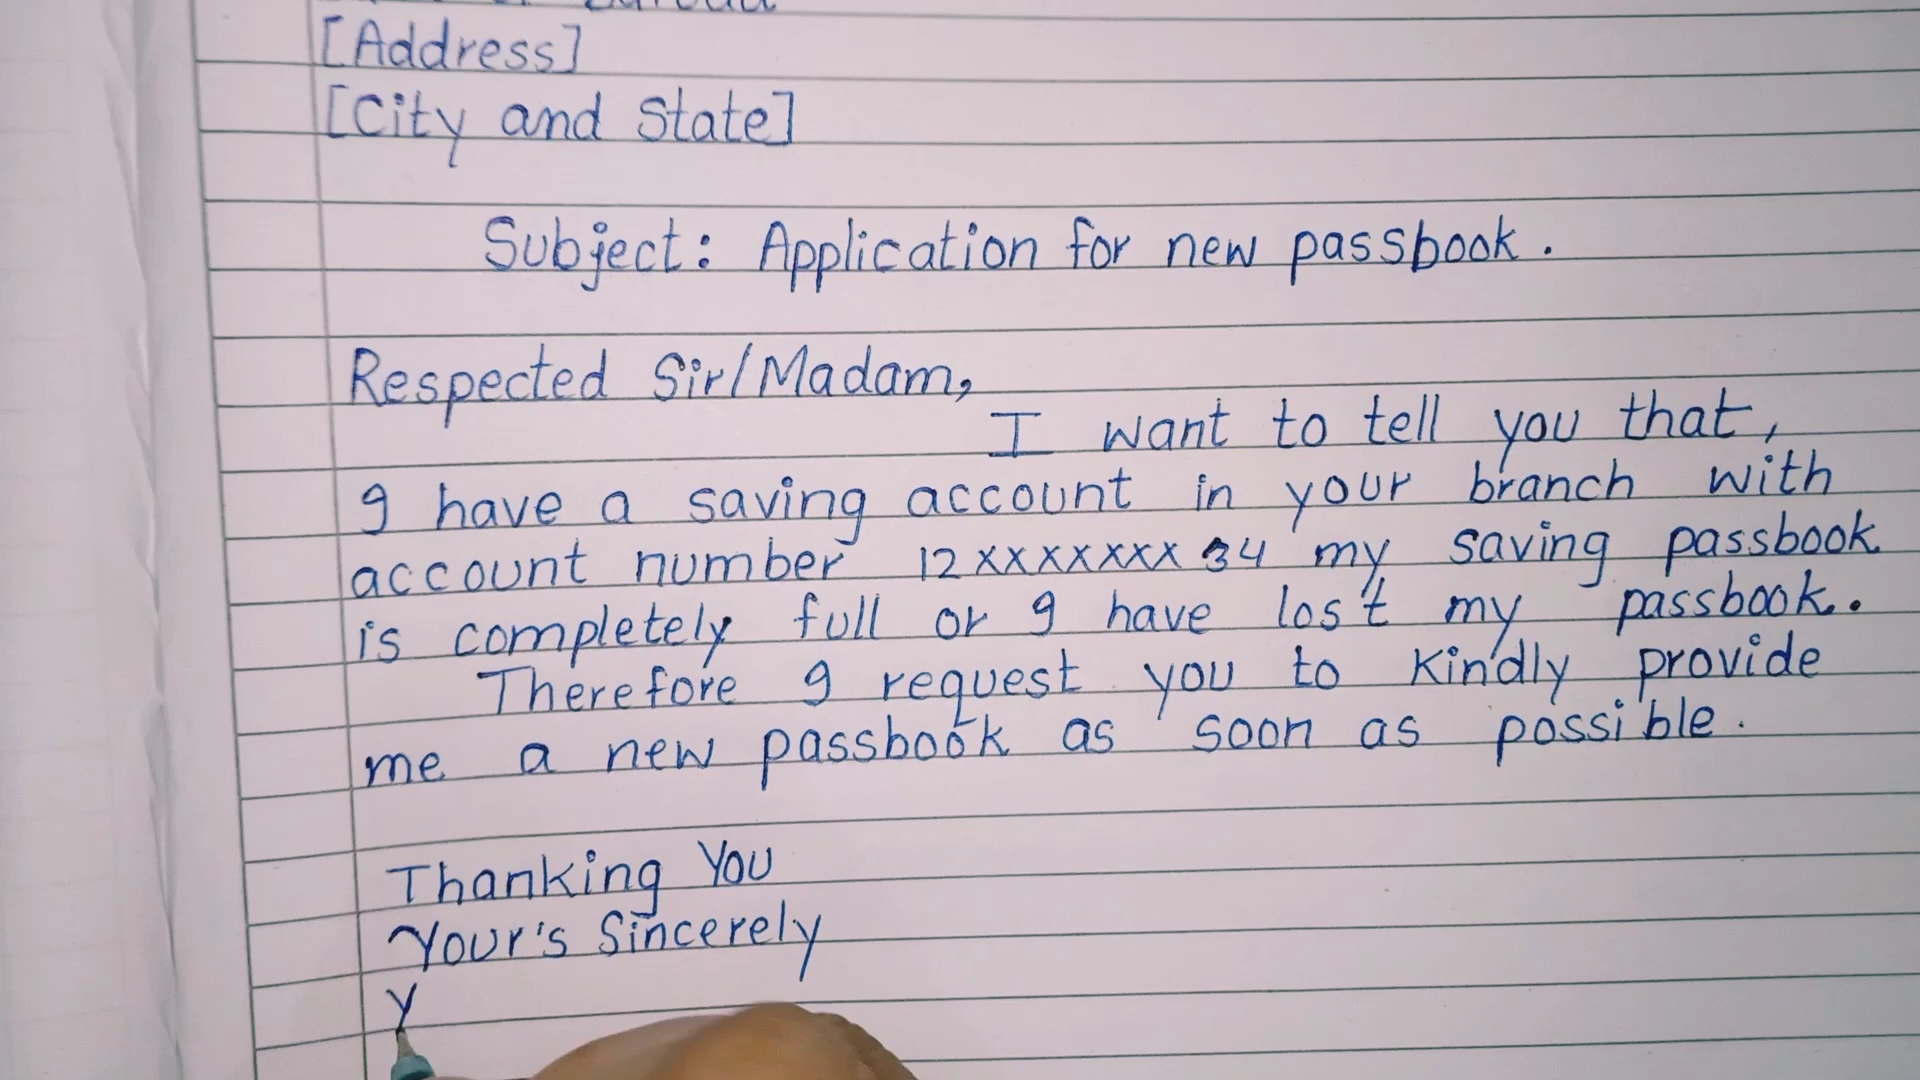 [Address]
[City and State]
Subject: Application for new passbook.
Respected Sir/Madam,
I want to tell you that,
I have a saving account in your branch with
account number 12xxxxxxx34 my saving passbook
is completely full or I have lost my passbook.
Therefore I request you to kindly provide
me a new passbook as soon as possible.
Thanking You
Your's Sincerely
Y